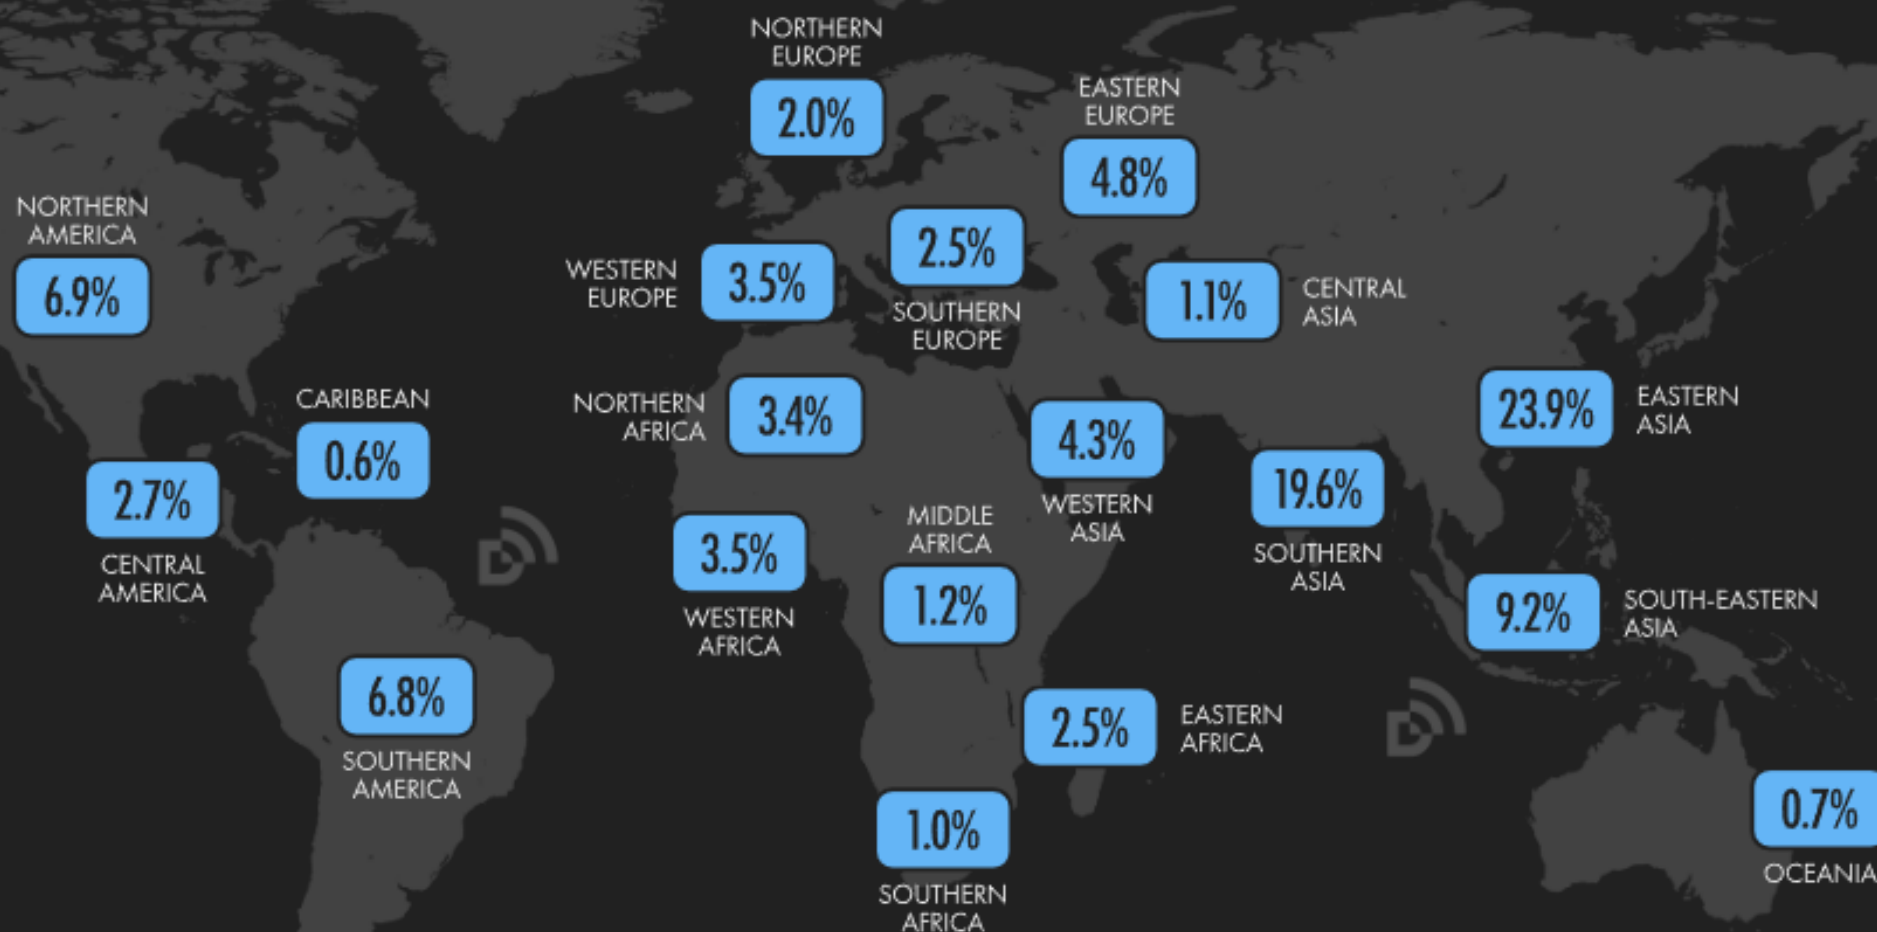 NORTHERN
EUROPE
2.0%
EASTERN
EUROPE
4.8%
NORTHERN
AMERICA
6.9%
WESTERN
EUROPE
3.5%
2.5%
SOUTHERN
EUROPE
1.1%
CENTRAL
ASIA
CARIBBEAN
0.6%
NORTHERN
AFRICA
3.4%
4.3%
WESTERN
ASIA
23.9%
EASTERN
ASIA
2.7%
CENTRAL
AMERICA
19.6%
SOUTHERN
ASIA
3.5%
WESTERN
AFRICA
MIDDLE
AFRICA
1.2%
9.2%
SOUTH-EASTERN
ASIA
6.8%
SOUTHERN
AMERICA
2.5%
EASTERN
AFRICA
1.0%
SOUTHERN
AFRICA
0.7%
OCEANIA